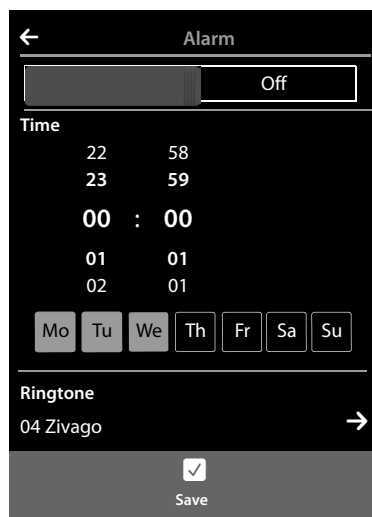 Alarm
Off
Time
22 58
23 59
00 : 00
01 01
02 01
Mo Tu We Th Fr Sa Su
Ringtone
04 Zivago
Save